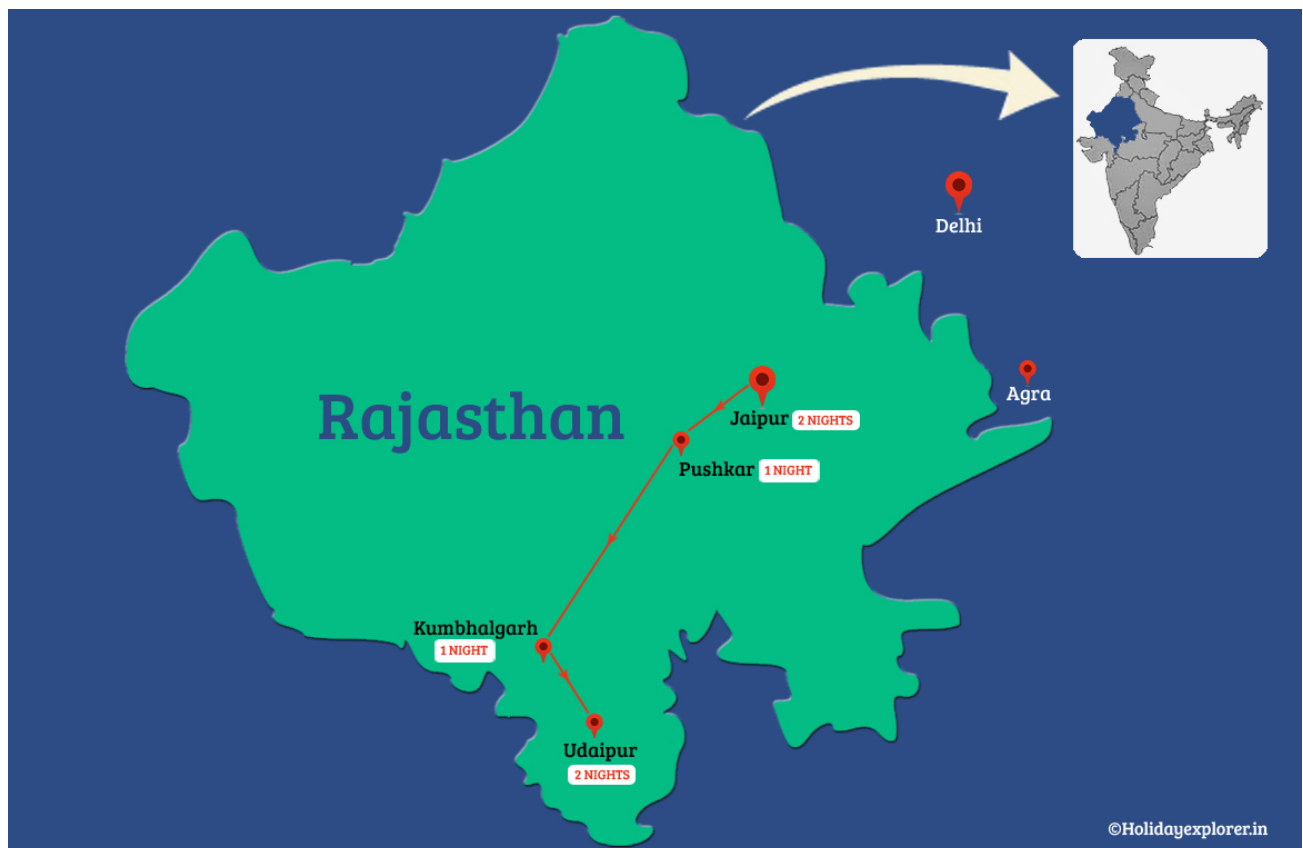 Delhi
Agra
Rajasthan
Jaipur 2 NIGHTS
Pushkar 1 NIGHT
Kumbhalgarh
1 NIGHT
Udaipur
2 NIGHTS
©Holidayexplorer.in